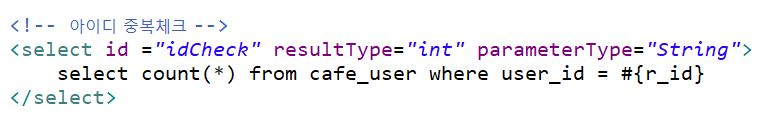 <!-- 아이디 중복체크 -->
<select id ="idCheck" resultType="int" parameterType="String">
    select count(*) from cafe_user where user_id = #{r_id}
</select>